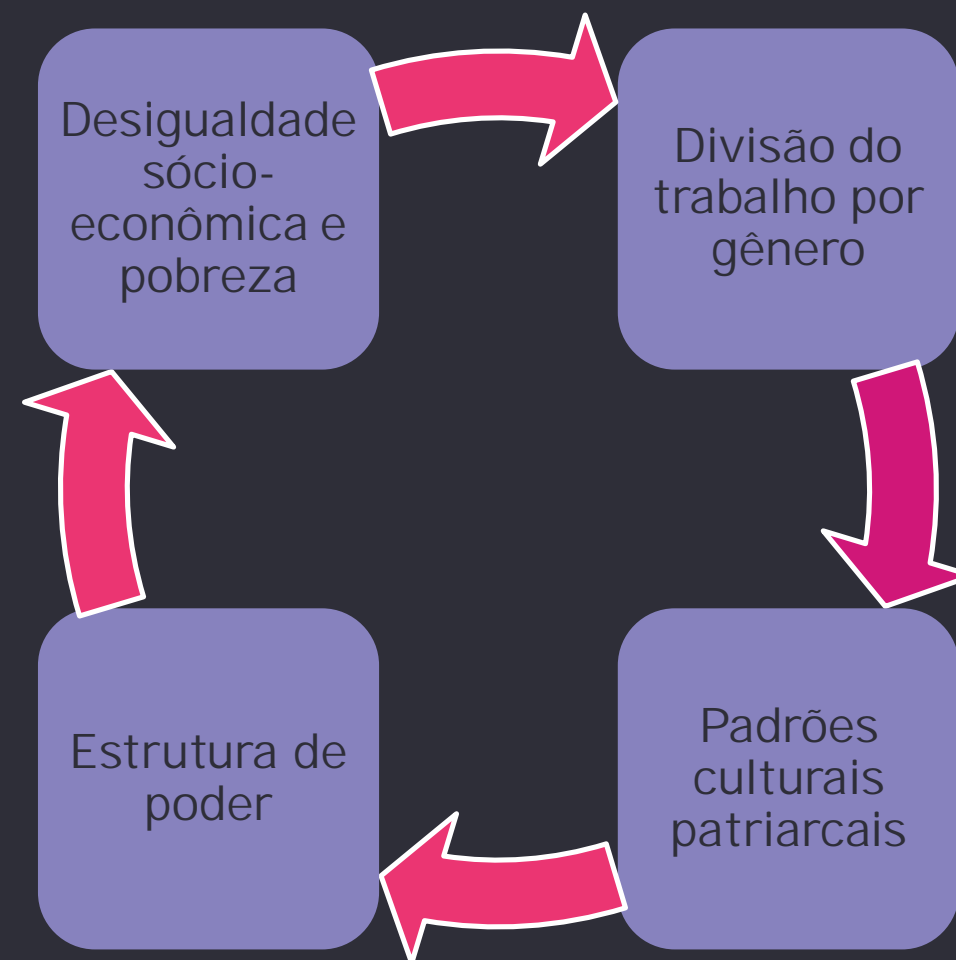 Desigualdade
sócio-
econômica e
pobreza
Divisão do
trabalho por
gênero
Padrões
culturais
patriarcais
Estrutura de
poder